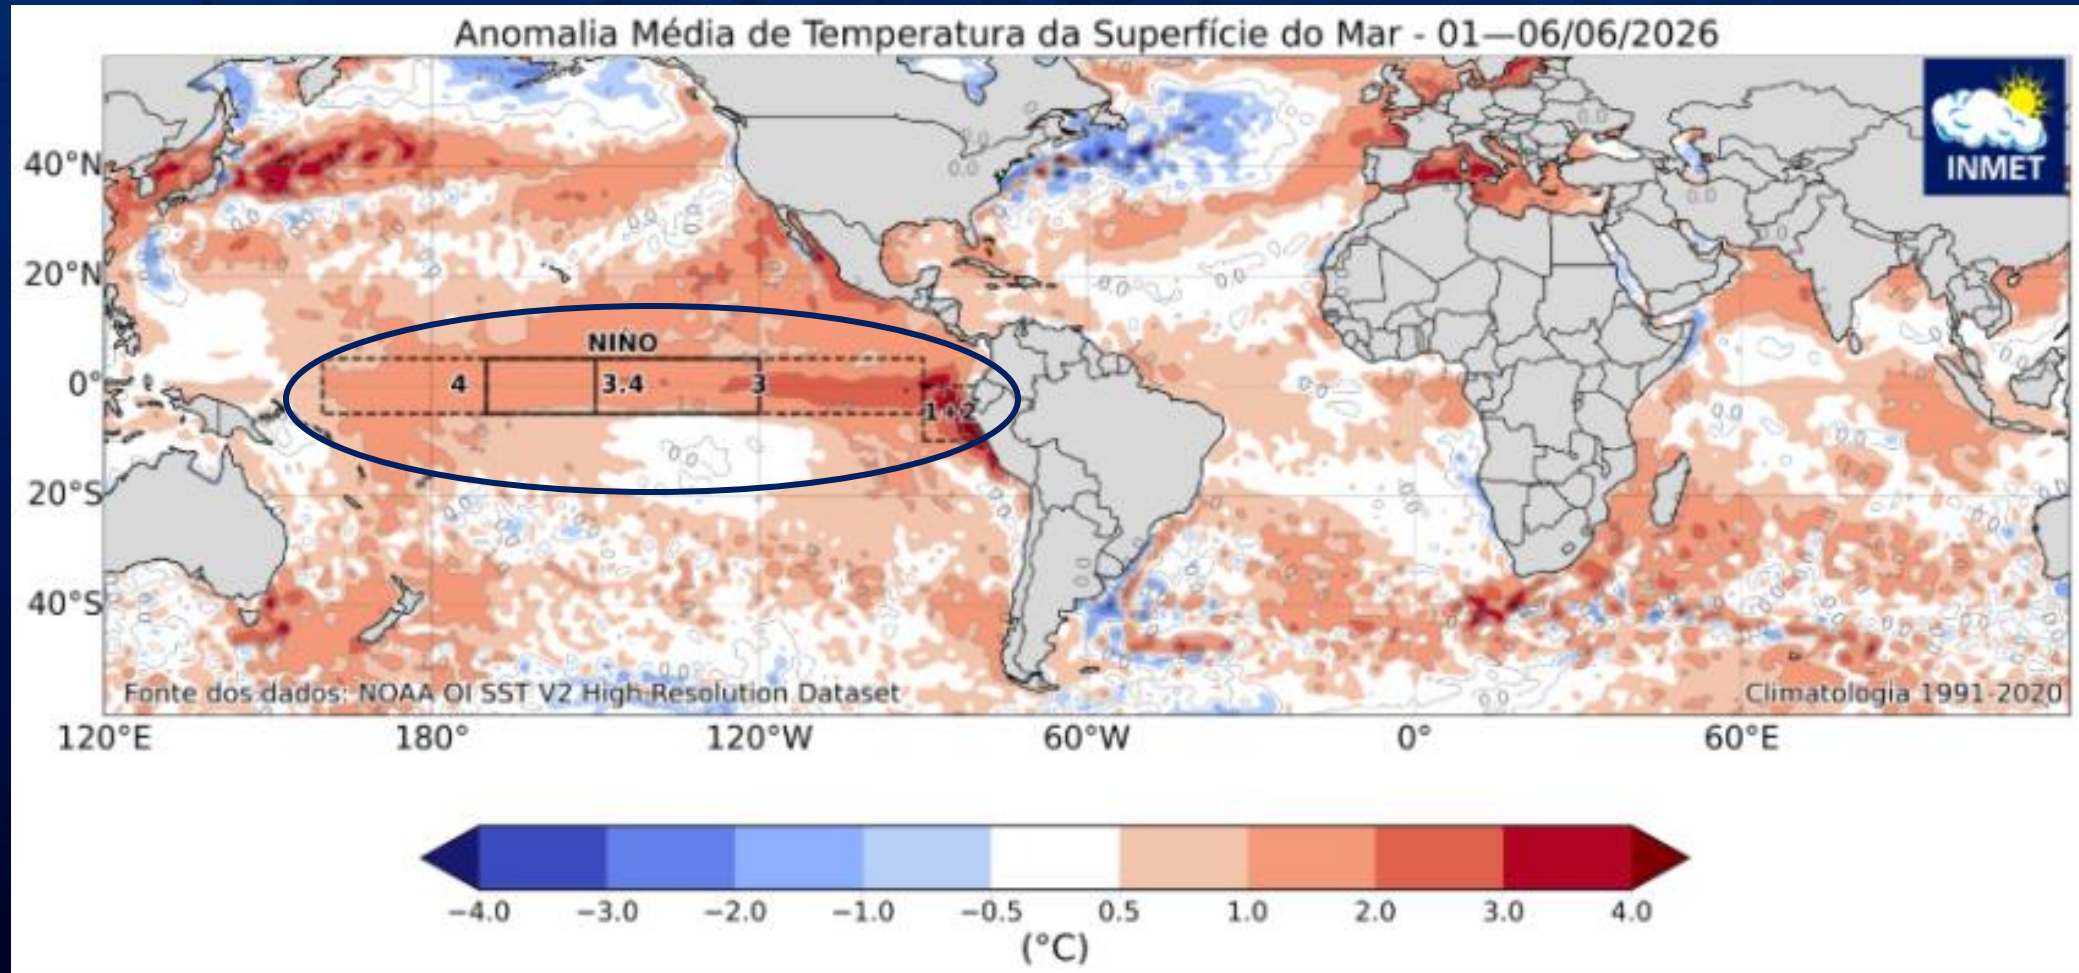 Anomalia Média de Temperatura da Superfície do Mar - 01—06/06/2026
INMET
40°N
20°N
0°
20°S
40°S
NIÑO
4
3.4
3
1+2
Fonte dos dados: NOAA OI SST V2 High Resolution Dataset
Climatologia 1991-2020
120°E 180° 120°W 60°W 0° 60°E
−4.0 −3.0 −2.0 −1.0 −0.5 0.5 1.0 2.0 3.0 4.0
(°C)